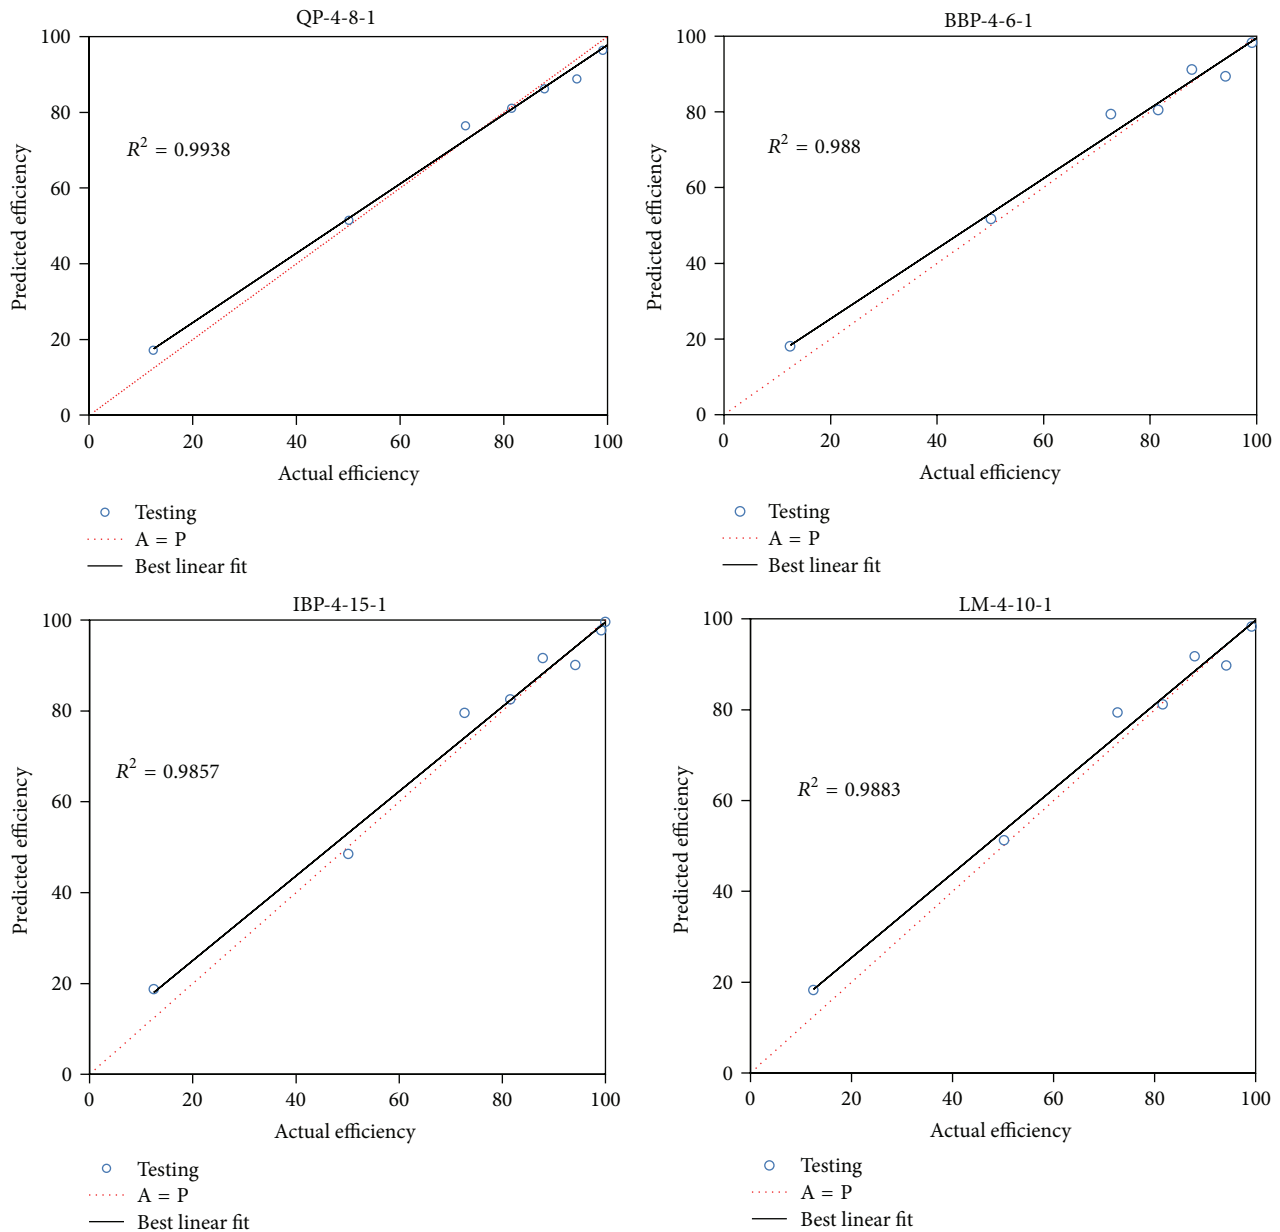 QP-4-8-1
100
80
60
40
20
0
0 20 40 60 80 100
Predicted efficiency
R² = 0.9938
Actual efficiency
Testing
A = P
Best linear fit
BBP-4-6-1
100
80
60
40
20
0
0 20 40 60 80 100
Predicted efficiency
R² = 0.988
Actual efficiency
Testing
A = P
Best linear fit
IBP-4-15-1
100
80
60
40
20
0
0 20 40 60 80 100
Predicted efficiency
R² = 0.9857
Actual efficiency
Testing
A = P
Best linear fit
LM-4-10-1
100
80
60
40
20
0
0 20 40 60 80 100
Predicted efficiency
R² = 0.9883
Actual efficiency
Testing
A = P
Best linear fit